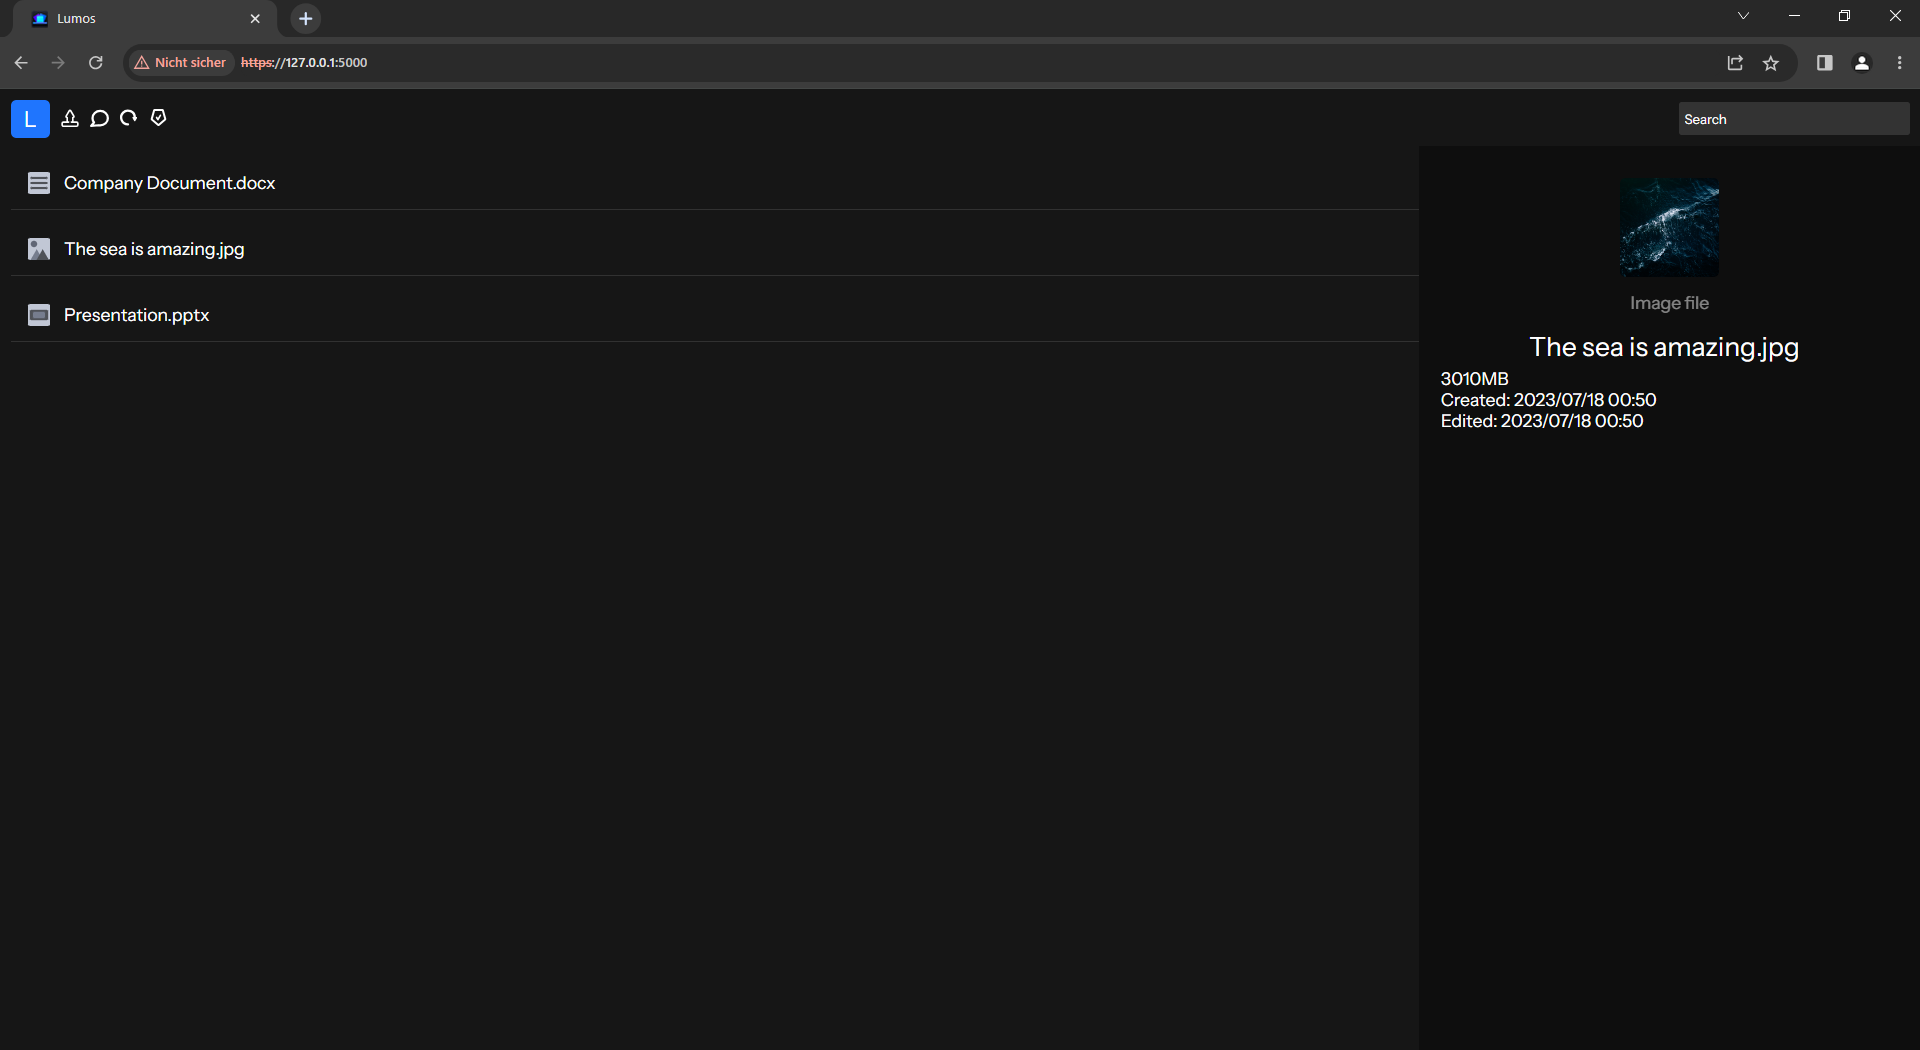 Lumos
Nicht sicher https://127.0.0.1:5000
L
Search
Company Document.docx
The sea is amazing.jpg
Presentation.pptx
Image file
The sea is amazing.jpg
3010MB
Created: 2023/07/18 00:50
Edited: 2023/07/18 00:50